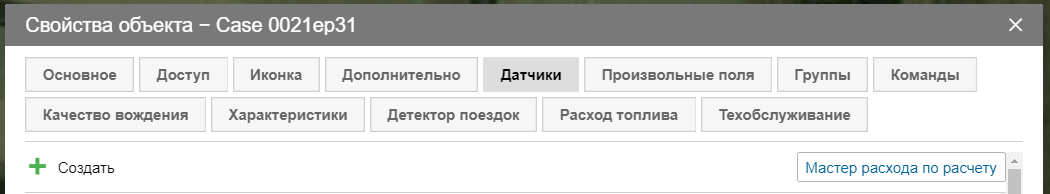 Свойства объекта – Case 0021ер31
Основное Доступ Иконка Дополнительно Датчики Произвольные поля Группы Команды
Качество вождения Характеристики Детектор поездок Расход топлива Техобслуживание
Создать Мастер расхода по расчету